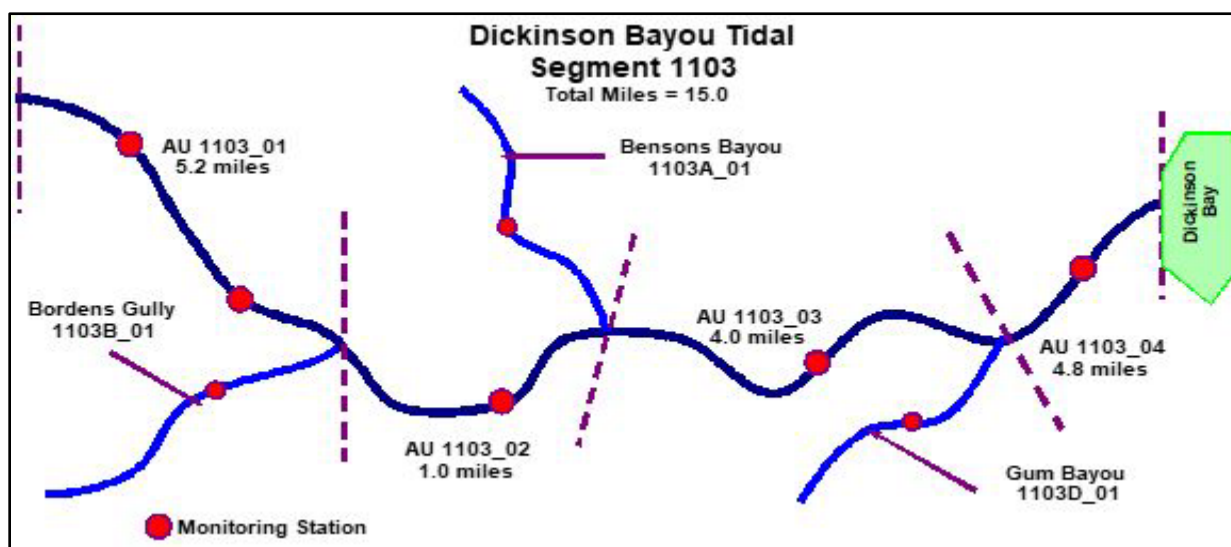 Dickinson Bayou Tidal
Segment 1103
Total Miles = 15.0
AU 1103_01
5.2 miles
Bensons Bayou
1103A_01
Dickinson
Bay
Bordens Gully
1103B_01
AU 1103_03
4.0 miles
AU 1103_04
4.8 miles
AU 1103_02
1.0 miles
Gum Bayou
1103D_01
Monitoring Station